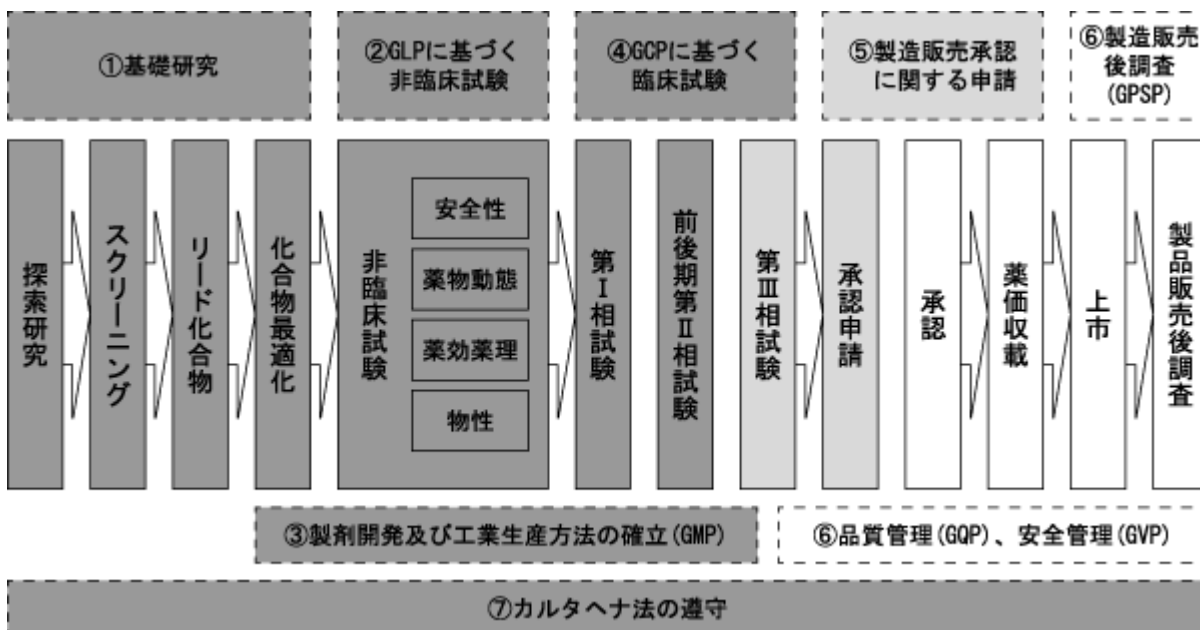 ①基礎研究
②GLPに基づく
非臨床試験
④GCPに基づく
臨床試験
⑤製造販売承認
に関する申請
⑥製造販売
後調査
(GPSP)
探索研究
スクリーニング
リード化合物
化合物最適化
非臨床試験
安全性
薬物動態
薬効薬理
物性
第Ⅰ相試験
前後期第Ⅱ相試験
第Ⅲ相試験
承認申請
承認
薬価収載
上市
製品販売後調査
③製剤開発及び工業生産方法の確立(GMP)
⑥品質管理(GQP)、安全管理(GVP)
⑦カルタヘナ法の遵守